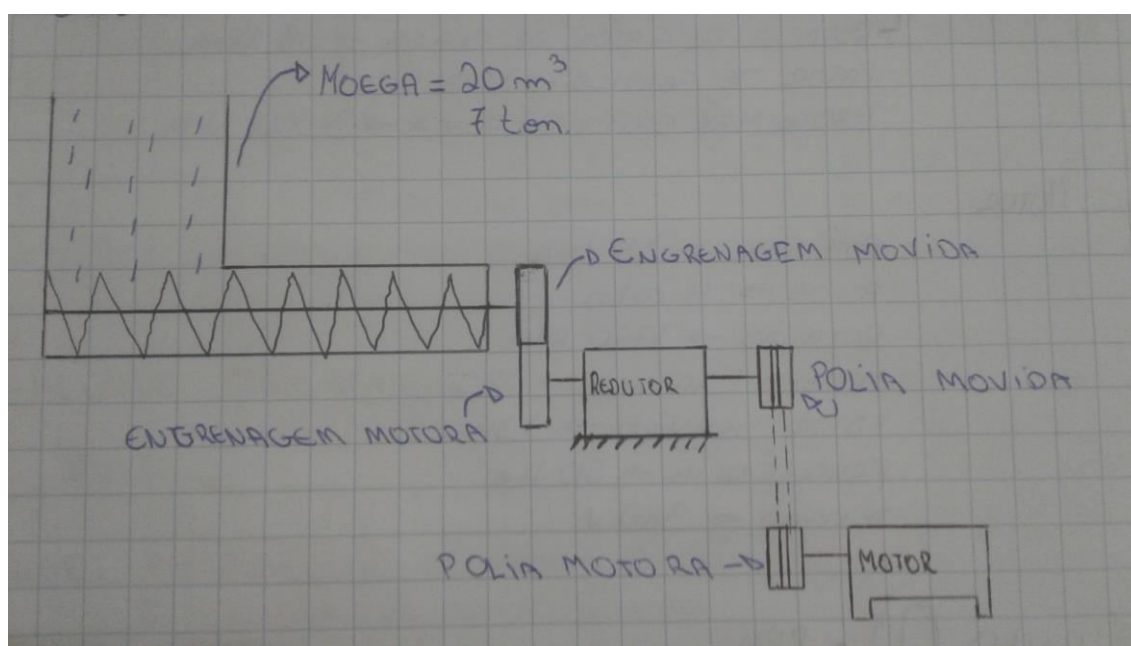 MOEGA = 20 m³
7 ton.
ENGRENAGEM MOVIDA
REDUTOR
POLIA MOVIDA
ENGRENAGEM MOTORA
POLIA MOTORA
MOTOR